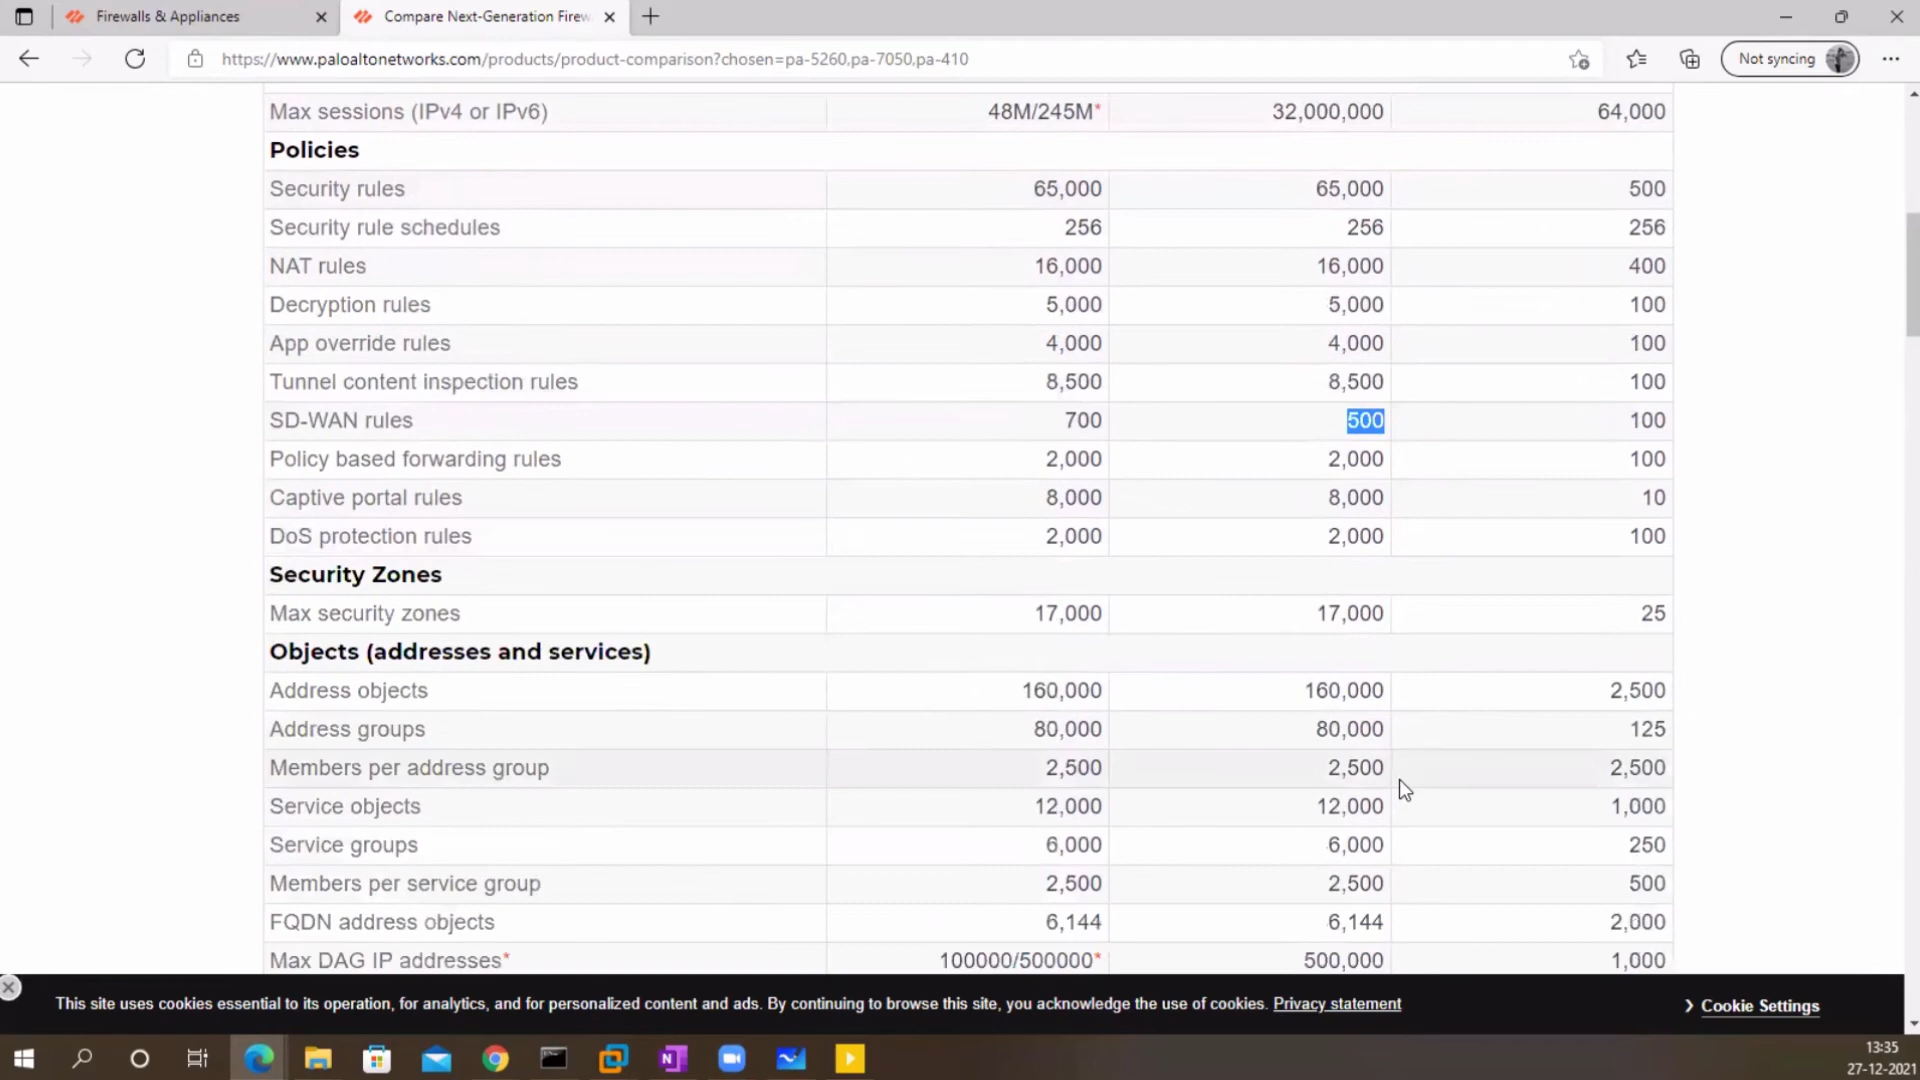 Firewalls & Appliances
Compare Next-Generation Firew
https://www.paloaltonetworks.com/products/product-comparison?chosen=pa-5260,pa-7050,pa-410
Not syncing
Max sessions (IPv4 or IPv6) 48M/245M* 32,000,000 64,000
Policies
Security rules 65,000 65,000 500
Security rule schedules 256 256 256
NAT rules 16,000 16,000 400
Decryption rules 5,000 5,000 100
App override rules 4,000 4,000 100
Tunnel content inspection rules 8,500 8,500 100
SD-WAN rules 700 500 100
Policy based forwarding rules 2,000 2,000 100
Captive portal rules 8,000 8,000 10
DoS protection rules 2,000 2,000 100
Security Zones
Max security zones 17,000 17,000 25
Objects (addresses and services)
Address objects 160,000 160,000 2,500
Address groups 80,000 80,000 125
Members per address group 2,500 2,500 2,500
Service objects 12,000 12,000 1,000
Service groups 6,000 6,000 250
Members per service group 2,500 2,500 500
FQDN address objects 6,144 6,144 2,000
Max DAG IP addresses* 100000/500000* 500,000 1,000
This site uses cookies essential to its operation, for analytics, and for personalized content and ads. By continuing to browse this site, you acknowledge the use of cookies. Privacy statement
Cookie Settings
13:35
27-12-2021